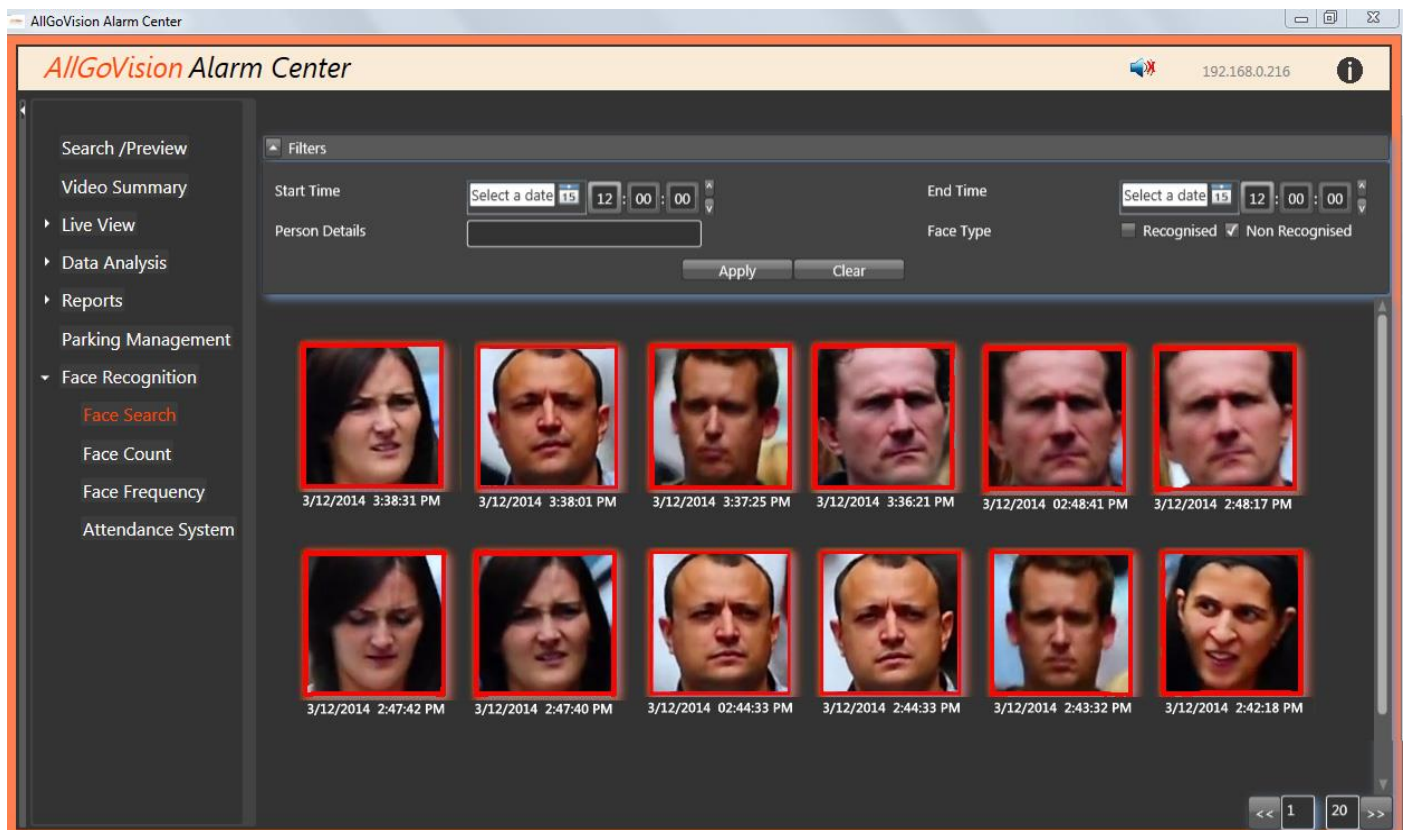 AllGoVision Alarm Center
AllGoVision Alarm Center
192.168.0.216
Search /Preview
Video Summary
Live View
Data Analysis
Reports
Parking Management
Face Recognition
Face Search
Face Count
Face Frequency
Attendance System
Filters
Start Time Select a date 15 12 : 00 : 00 End Time Select a date 15 12 : 00 : 00
Person Details Face Type Recognised Non Recognised
Apply Clear
3/12/2014 3:38:31 PM 3/12/2014 3:38:01 PM 3/12/2014 3:37:25 PM 3/12/2014 3:36:21 PM 3/12/2014 02:48:41 PM 3/12/2014 2:48:17 PM
3/12/2014 2:47:42 PM 3/12/2014 2:47:40 PM 3/12/2014 02:44:33 PM 3/12/2014 2:44:33 PM 3/12/2014 2:43:32 PM 3/12/2014 2:42:18 PM
<< 1 20 >>